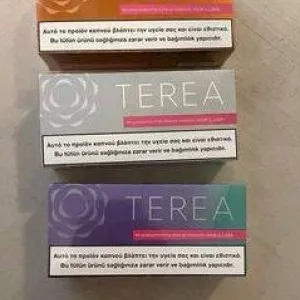 Αυτό το προϊόν καπνού βλάπτει την υγεία σας και είναι εθιστικό.
Bu tütün ürünü sağlığınıza zarar verir ve bağımlılık yapıcıdır.
TEREA
Αυτό το προϊόν καπνού βλάπτει την υγεία σας και είναι εθιστικό.
Bu tütün ürünü sağlığınıza zarar verir ve bağımlılık yapıcıdır.
TEREA
Αυτό το προϊόν καπνού βλάπτει την υγεία σας και είναι εθιστικό.
Bu tütün ürünü sağlığınıza zarar verir ve bağımlılık yapıcıdır.